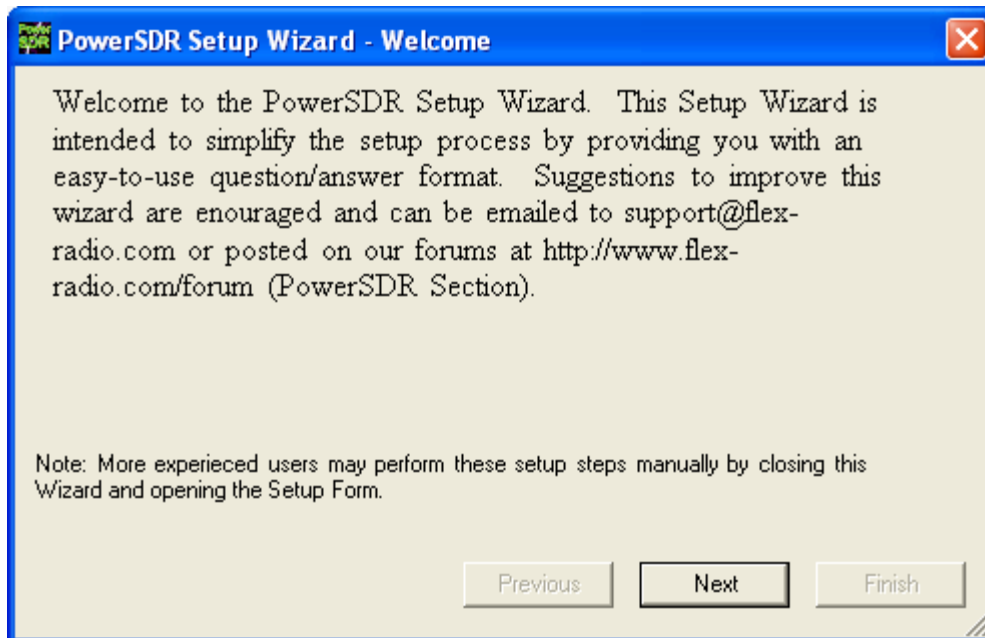 Power SDR
PowerSDR Setup Wizard - Welcome
Welcome to the PowerSDR Setup Wizard. This Setup Wizard is
intended to simplify the setup process by providing you with an
easy-to-use question/answer format. Suggestions to improve this
wizard are enouraged and can be emailed to support@flex-
radio.com or posted on our forums at http://www.flex-
radio.com/forum (PowerSDR Section).
Note: More experieced users may perform these setup steps manually by closing this
Wizard and opening the Setup Form.
Previous Next Finish